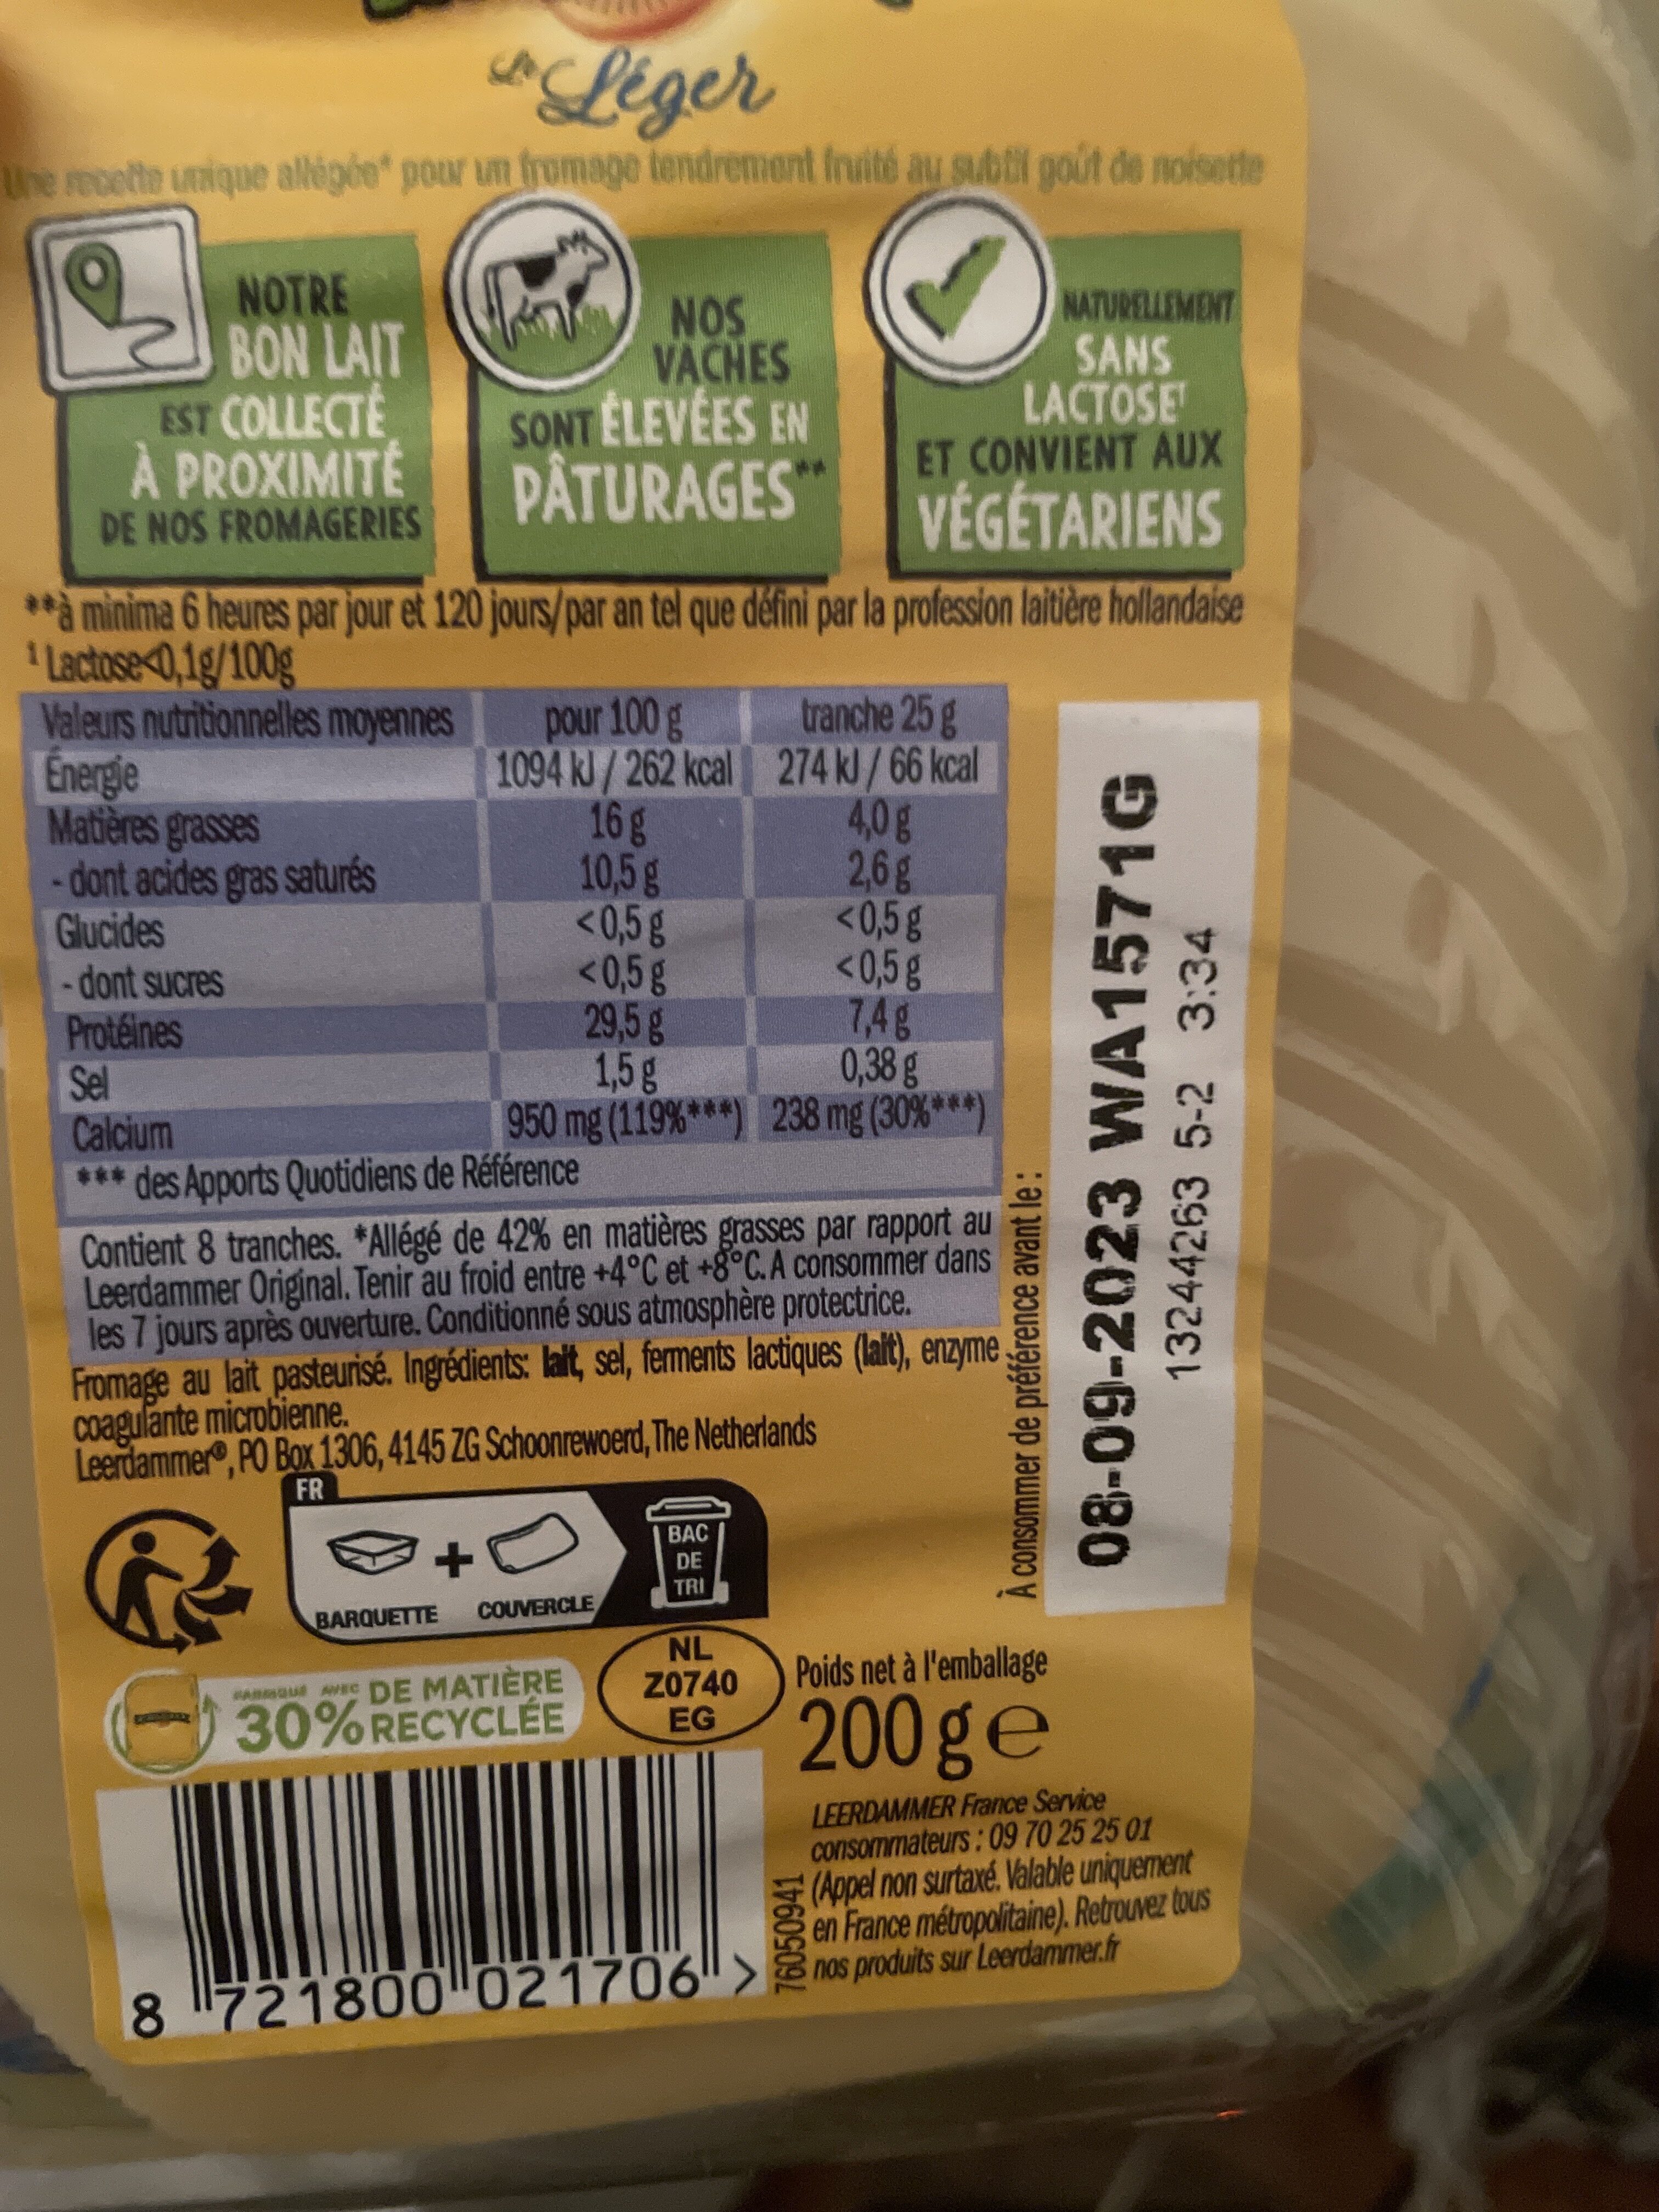 Le Léger
Une recette unique allégée* pour un fromage tendrement fruité au subtil goût de noisette
NOTRE
BON LAIT
EST COLLECTÉ
À PROXIMITÉ
DE NOS FROMAGERIES
NOS
VACHES
SONT ÉLEVÉES EN
PÂTURAGES**
NATURELLEMENT
SANS
LACTOSE¹
ET CONVIENT AUX
VÉGÉTARIENS
**à minima 6 heures par jour et 120 jours/par an tel que défini par la profession laitière hollandaise
¹ Lactose<0,1g/100g
Valeurs nutritionnelles moyennes pour 100 g tranche 25 g
Énergie 1094 kJ / 262 kcal 274 kJ / 66 kcal
Matières grasses 16 g 4,0 g
- dont acides gras saturés 10,5 g 2,6 g
Glucides <0,5 g <0,5 g
- dont sucres <0,5 g <0,5 g
Protéines 29,5 g 7,4 g
Sel 1,5 g 0,38 g
Calcium 950 mg (119%***) 238 mg (30%***)
*** des Apports Quotidiens de Référence
Contient 8 tranches. *Allégé de 42% en matières grasses par rapport au
Leerdammer Original. Tenir au froid entre +4°C et +8°C. A consommer dans
les 7 jours après ouverture. Conditionné sous atmosphère protectrice.
Fromage au lait pasteurisé. Ingrédients: lait, sel, ferments lactiques (lait), enzyme
coagulante microbienne.
Leerdammer®, PO Box 1306, 4145 ZG Schoonrewoerd, The Netherlands
À consommer de préférence avant le :
08-09-2023 WA1571G
13244263 5-2 3:34
FR
BARQUETTE + COUVERCLE
BAC
DE
TRI
FABRIQUÉ AVEC DE MATIÈRE
30% RECYCLÉE
NL
Z0740
EG
Poids net à l'emballage
200 g e
LEERDAMMER France Service
consommateurs : 09 70 25 25 01
(Appel non surtaxé. Valable uniquement
en France métropolitaine). Retrouvez tous
nos produits sur Leerdammer.fr
76050941
8 721800 021706 >